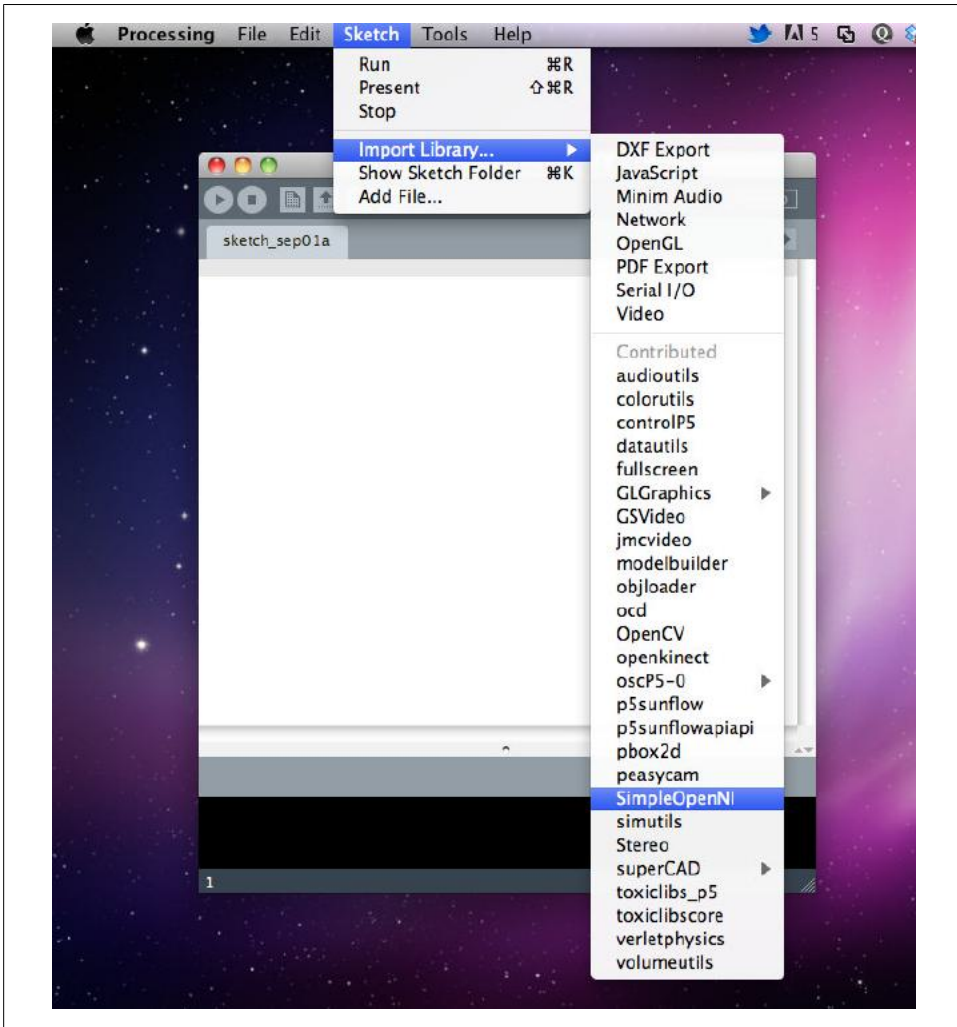 Processing File Edit Sketch Tools Help 5
Run ⌘R
Present ⇧⌘R
Stop
Import Library... ▶
Show Sketch Folder ⌘K
Add File...
sketch_sep01a
DXF Export
JavaScript
Minim Audio
Network
OpenGL
PDF Export
Serial I/O
Video
Contributed
audioutils
colorutils
controlP5
datautils
fullscreen
GLGraphics ▶
GSVideo
jmcvideo
modelbuilder
objloader
ocd
OpenCV
openkinect
oscP5-0 ▶
p5sunflow
p5sunflowapiapi
pbox2d
peasycam
SimpleOpenNI
simutils
Stereo
superCAD ▶
toxiclibs_p5
toxiclibscore
verletphysics
volumeutils
1